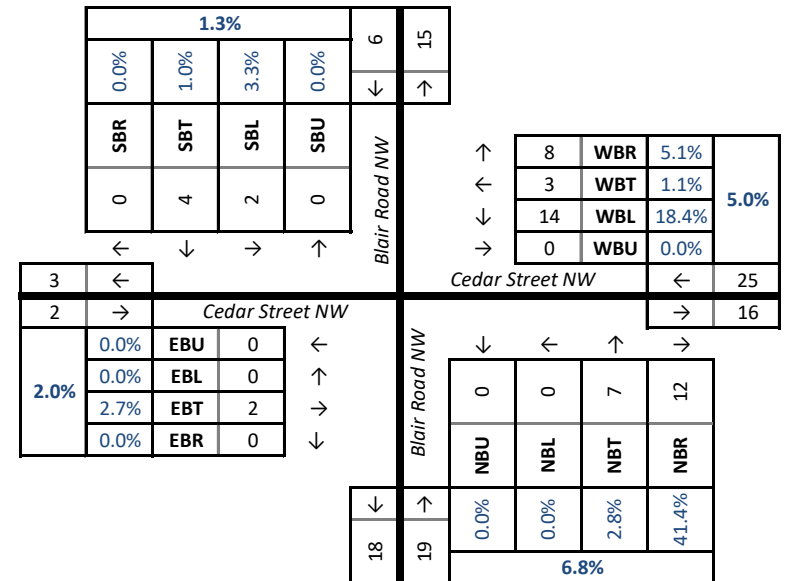 1.3%
6 15
0.0% 1.0% 3.3% 0.0%
↓ ↑
SBR SBT SBL SBU
0 4 2 0
← ↓ → ↑
Blair Road NW
↑ 8 WBR 5.1%
← 3 WBT 1.1%
↓ 14 WBL 18.4%
→ 0 WBU 0.0%
5.0%
3 ←
Cedar Street NW
← 25
2 →
Cedar Street NW
→ 16
2.0%
0.0% EBU 0 ←
0.0% EBL 0 ↑
2.7% EBT 2 →
0.0% EBR 0 ↓
Blair Road NW
↓ ← ↑ →
0 0 7 12
NBU NBL NBT NBR
↓ ↑
0.0% 0.0% 2.8% 41.4%
18 19
6.8%